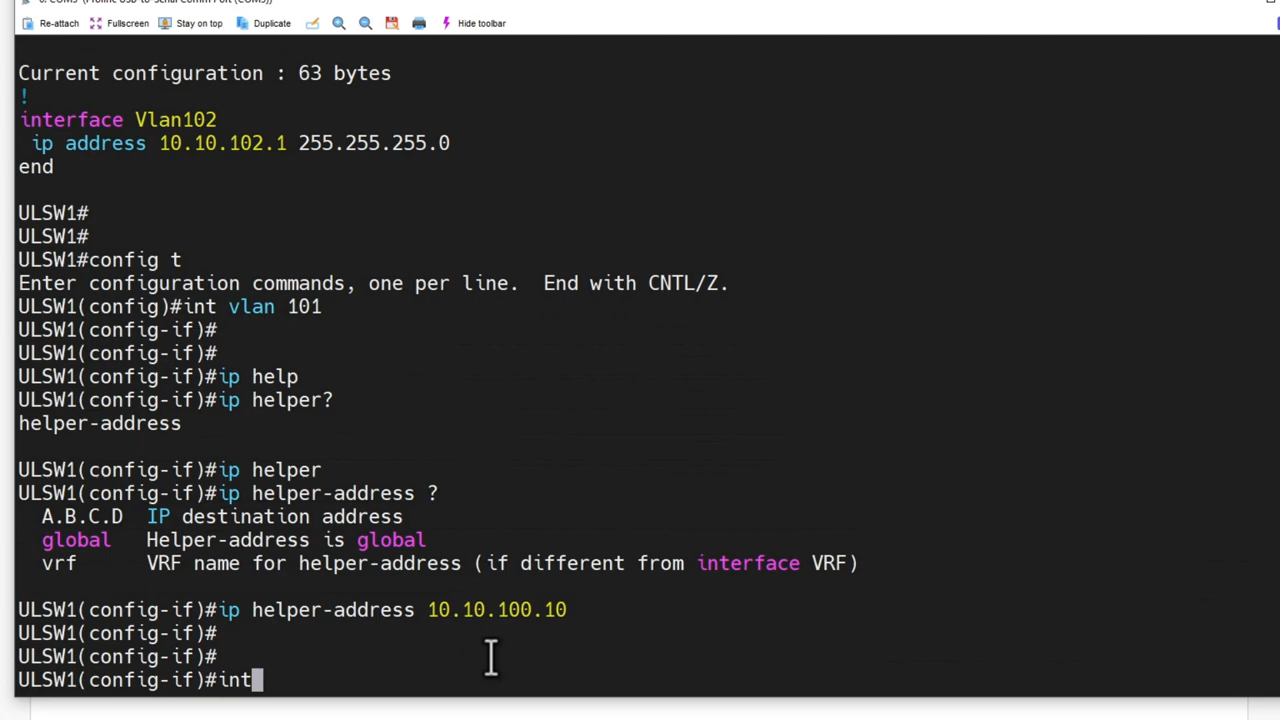 Re-attach Fullscreen Stay on top Duplicate Hide toolbar
Current configuration : 63 bytes
!
interface Vlan102
ip address 10.10.102.1 255.255.255.0
end
ULSW1#
ULSW1#
ULSW1#config t
Enter configuration commands, one per line. End with CNTL/Z.
ULSW1(config)#int vlan 101
ULSW1(config-if)#
ULSW1(config-if)#
ULSW1(config-if)#ip help
ULSW1(config-if)#ip helper?
helper-address
ULSW1(config-if)#ip helper
ULSW1(config-if)#ip helper-address ?
A.B.C.D IP destination address
global Helper-address is global
vrf VRF name for helper-address (if different from interface VRF)
ULSW1(config-if)#ip helper-address 10.10.100.10
ULSW1(config-if)#
ULSW1(config-if)#
ULSW1(config-if)#int